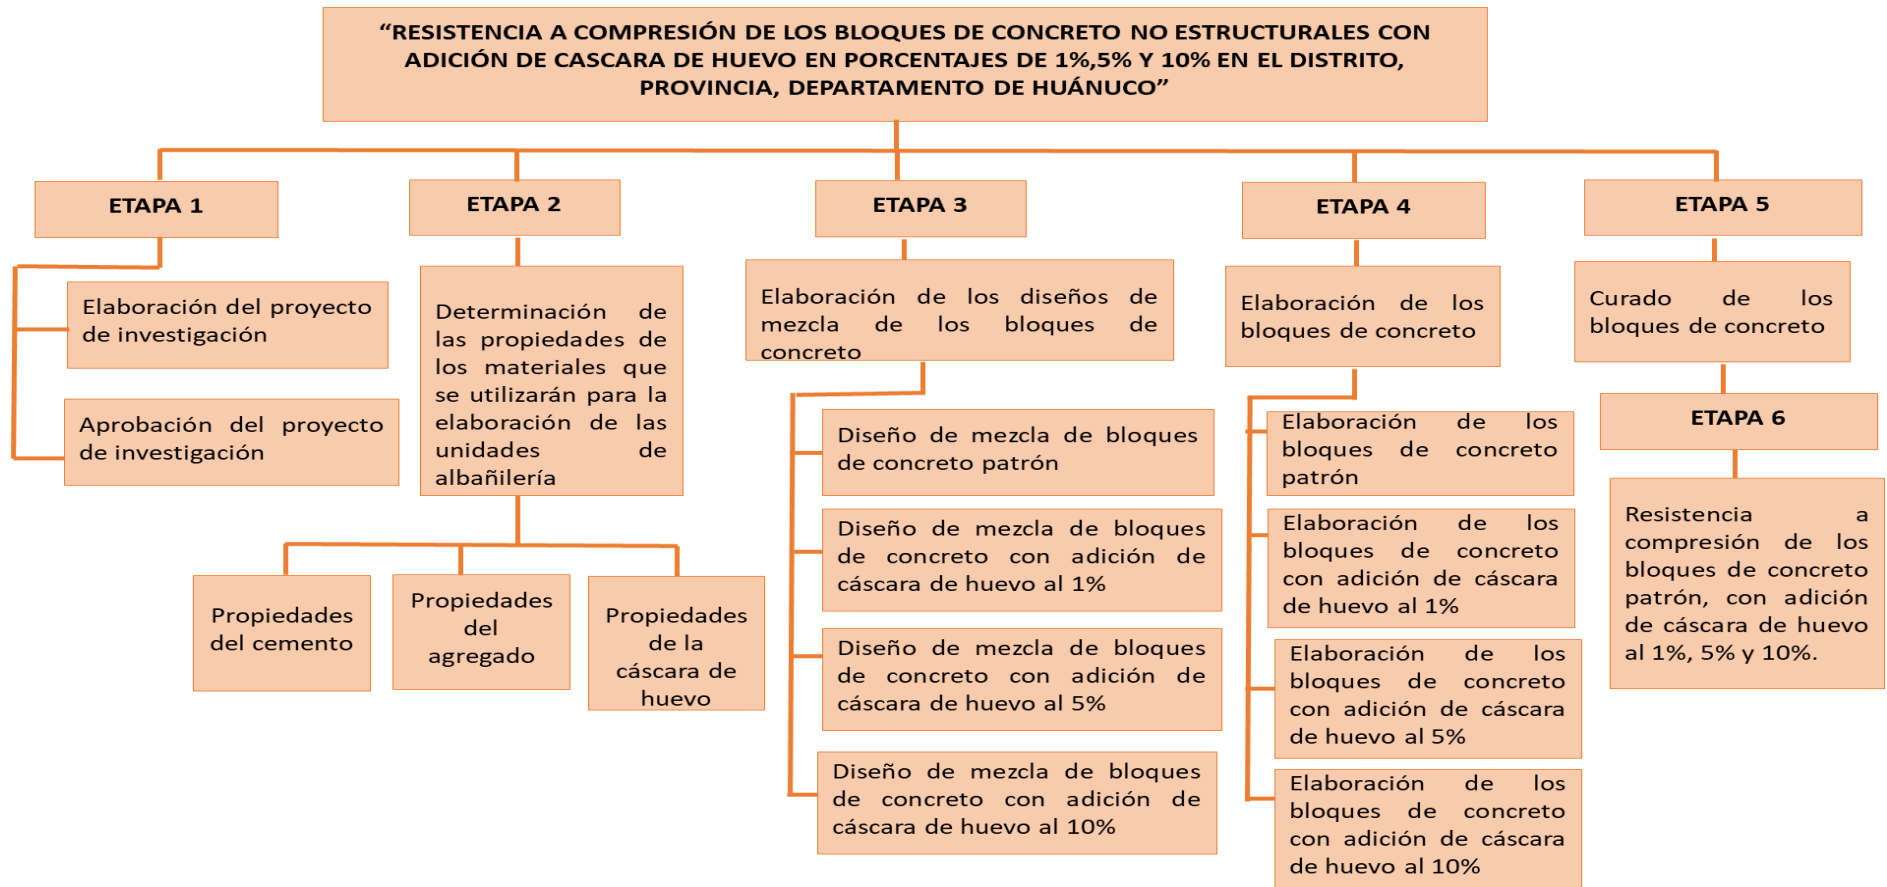 “RESISTENCIA A COMPRESIÓN DE LOS BLOQUES DE CONCRETO NO ESTRUCTURALES CON
ADICIÓN DE CASCARA DE HUEVO EN PORCENTAJES DE 1%,5% Y 10% EN EL DISTRITO,
PROVINCIA, DEPARTAMENTO DE HUÁNUCO”
ETAPA 1
Elaboración del proyecto
de investigación
Aprobación del proyecto
de investigación
ETAPA 2
Determinación de
las propiedades de
los materiales que
se utilizarán para la
elaboración de las
unidades de
albañilería
Propiedades
del cemento
Propiedades
del
agregado
Propiedades
de la
cáscara de
huevo
ETAPA 3
Elaboración de los diseños de
mezcla de los bloques de
concreto
Diseño de mezcla de bloques
de concreto patrón
Diseño de mezcla de bloques
de concreto con adición de
cáscara de huevo al 1%
Diseño de mezcla de bloques
de concreto con adición de
cáscara de huevo al 5%
Diseño de mezcla de bloques
de concreto con adición de
cáscara de huevo al 10%
ETAPA 4
Elaboración de los
bloques de concreto
Elaboración de los
bloques de concreto
patrón
Elaboración de los
bloques de concreto
con adición de cáscara
de huevo al 1%
Elaboración de los
bloques de concreto
con adición de cáscara
de huevo al 5%
Elaboración de los
bloques de concreto
con adición de cáscara
de huevo al 10%
ETAPA 5
Curado de los
bloques de concreto
ETAPA 6
Resistencia a
compresión de los
bloques de concreto
patrón, con adición
de cáscara de huevo
al 1%, 5% y 10%.